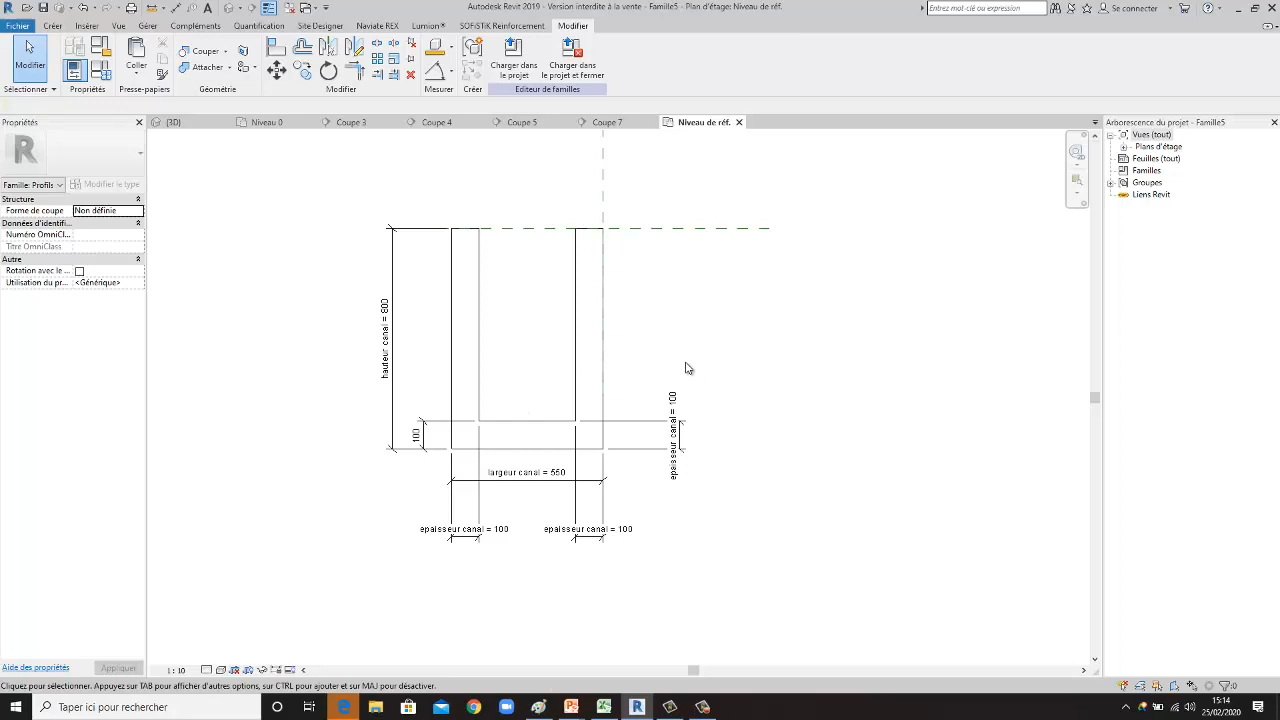 Autodesk Revit 2019 - Version interdite à la vente - Famille5 - Plan d'étage: Niveau de réf.
Entrez mot-clé ou expression
Se connecter
Fichier Créer Insérer Annoter Vue Gérer Compléments Quantification Site Designer Naviate REX Lumion® SOFiSTiK Reinforcement Modifier
Modifier
Coller
Couper
Attacher
Charger dans le projet
Charger dans le projet et fermer
Sélectionner Propriétés Presse-papiers Géométrie Modifier Mesurer Créer Editeur de familles
Propriétés
{3D} Niveau 0 Coupe 3 Coupe 4 Coupe 5 Coupe 7 Niveau de réf.
Arborescence du projet - Famille5
Vues (tout)
Plans d'étage
Feuilles (tout)
Familles
Groupes
Liens Revit
Famille: Profils
Modifier le type
Structure
Forme de coupe Non définie
Données d'identifi...
Numéro OmniClass
Titre OmniClass
Autre
Rotation avec le ...
Utilisation du pr... <Générique>
hauteur canal = 800
100
epaisseur canal = 100
largeur canal = 550
epaisseur canal = 100
epaisseur canal = 100
Aide des propriétés
Appliquer
1 : 10
Cliquez pour sélectionner. Appuyez sur TAB pour afficher d'autres options, sur CTRL pour ajouter et sur MAJ pour désactiver.
:0
Taper ici pour rechercher
15:14
25/02/2020